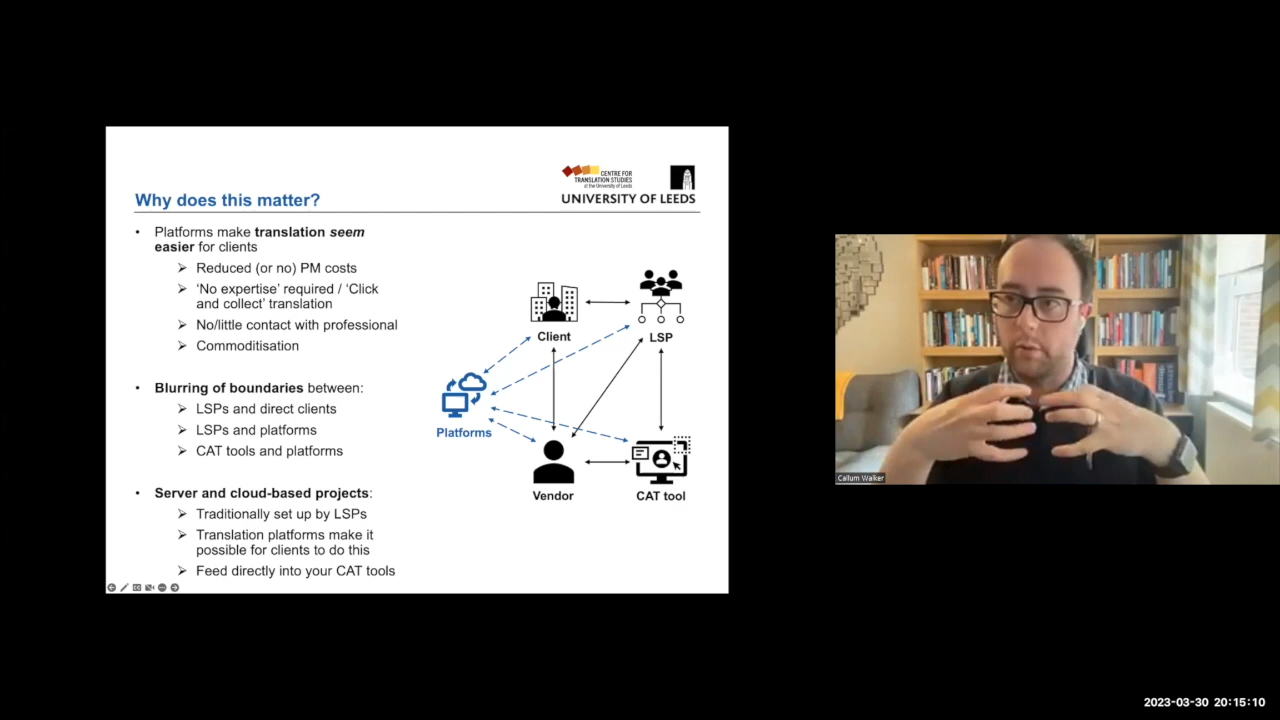 CENTRE FOR
TRANSLATION STUDIES
at the University of Leeds
UNIVERSITY OF LEEDS
Why does this matter?
• Platforms make translation seem
easier for clients
➢ Reduced (or no) PM costs
➢ ‘No expertise’ required / ‘Click
and collect’ translation
➢ No/little contact with professional
➢ Commoditisation
• Blurring of boundaries between:
➢ LSPs and direct clients
➢ LSPs and platforms
➢ CAT tools and platforms
• Server and cloud-based projects:
➢ Traditionally set up by LSPs
➢ Translation platforms make it
possible for clients to do this
➢ Feed directly into your CAT tools
Client
LSP
Platforms
Vendor
CAT tool
Callum Walker
2023-03-30 20:15:10